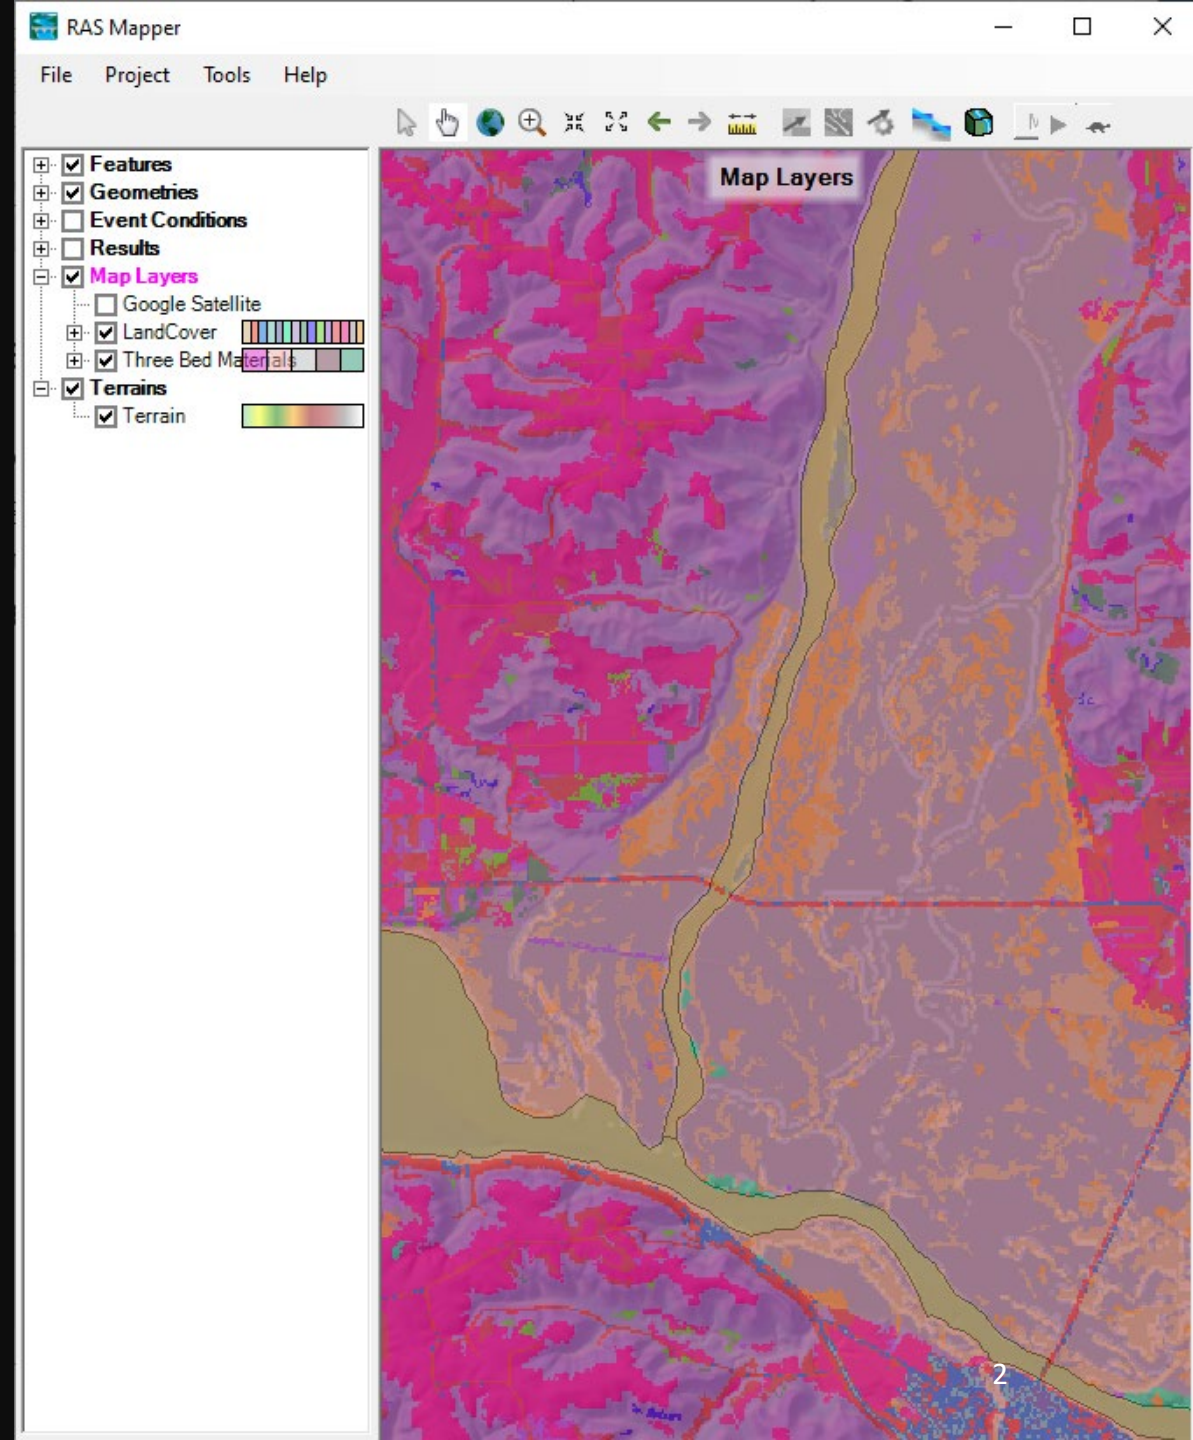 RAS Mapper
File Project Tools Help
Map Layers
Features
Geometries
Event Conditions
Results
Map Layers
Google Satellite
LandCover
Three Bed Materials
Terrains
Terrain
2